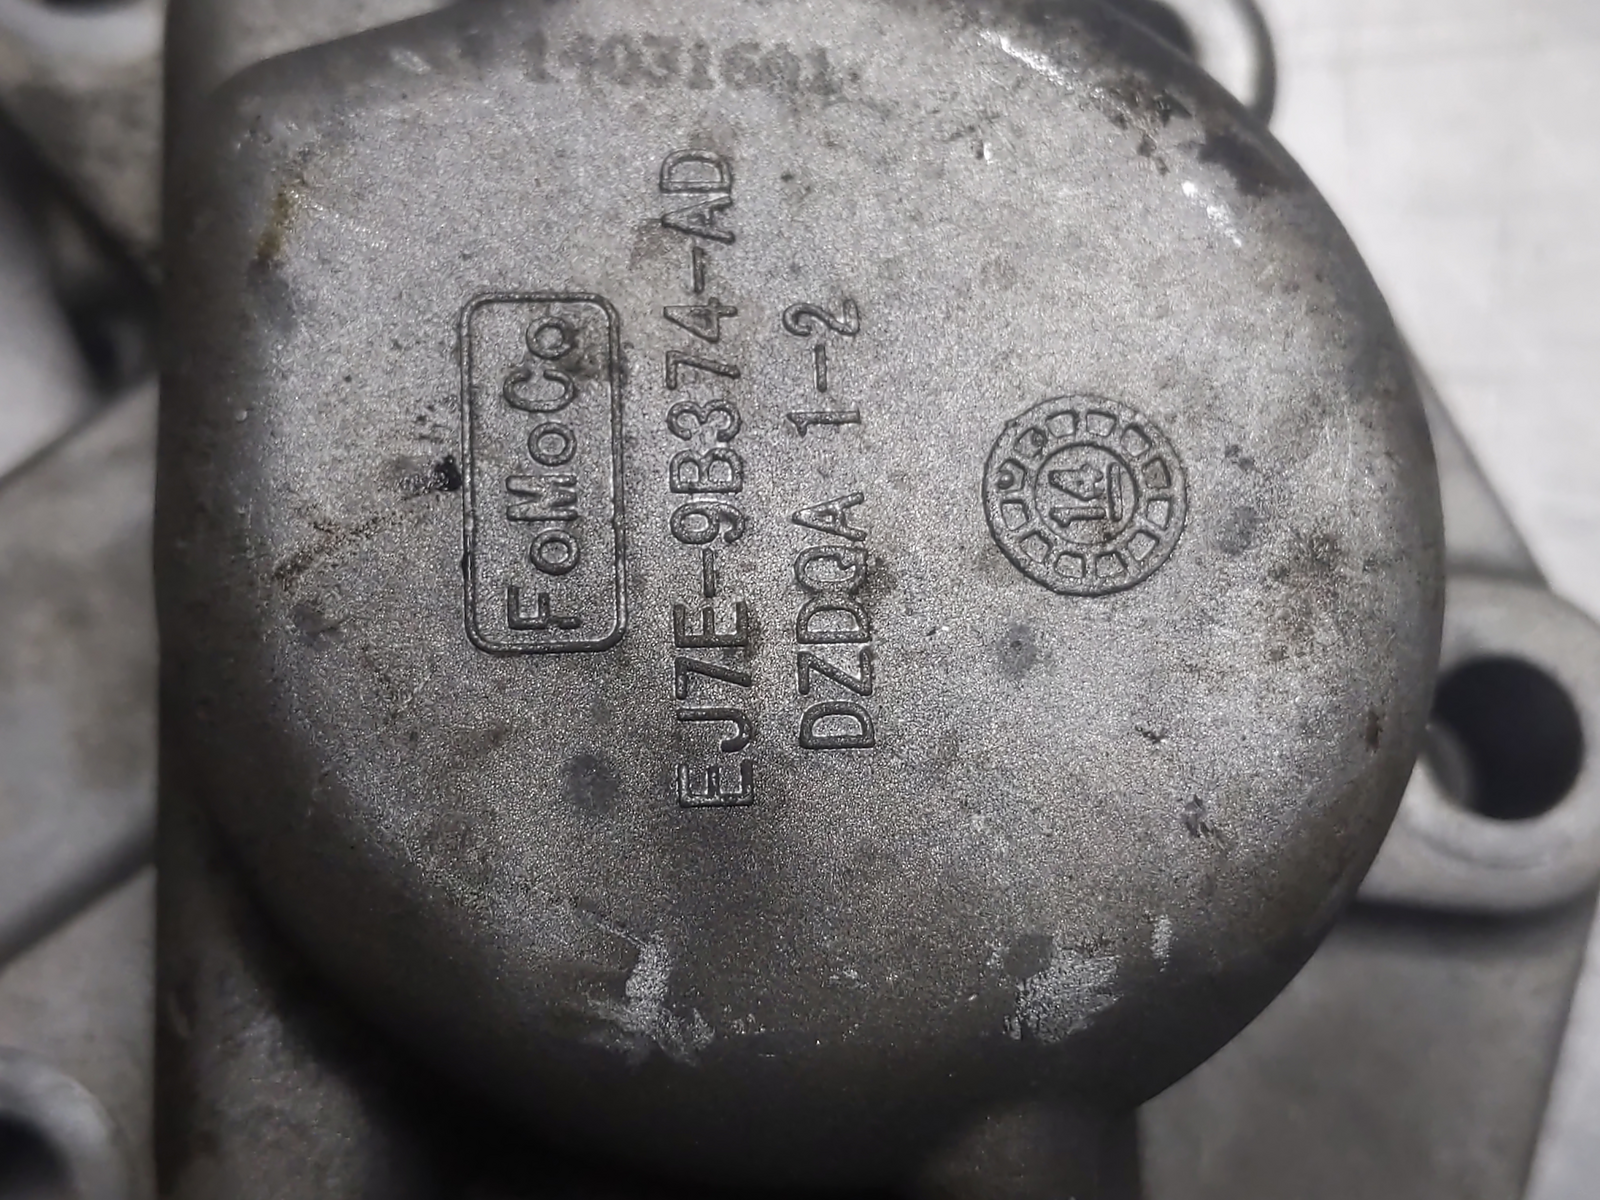 FoMoCo
EJ7E-9B374-AD
DZDQA 1-2
14